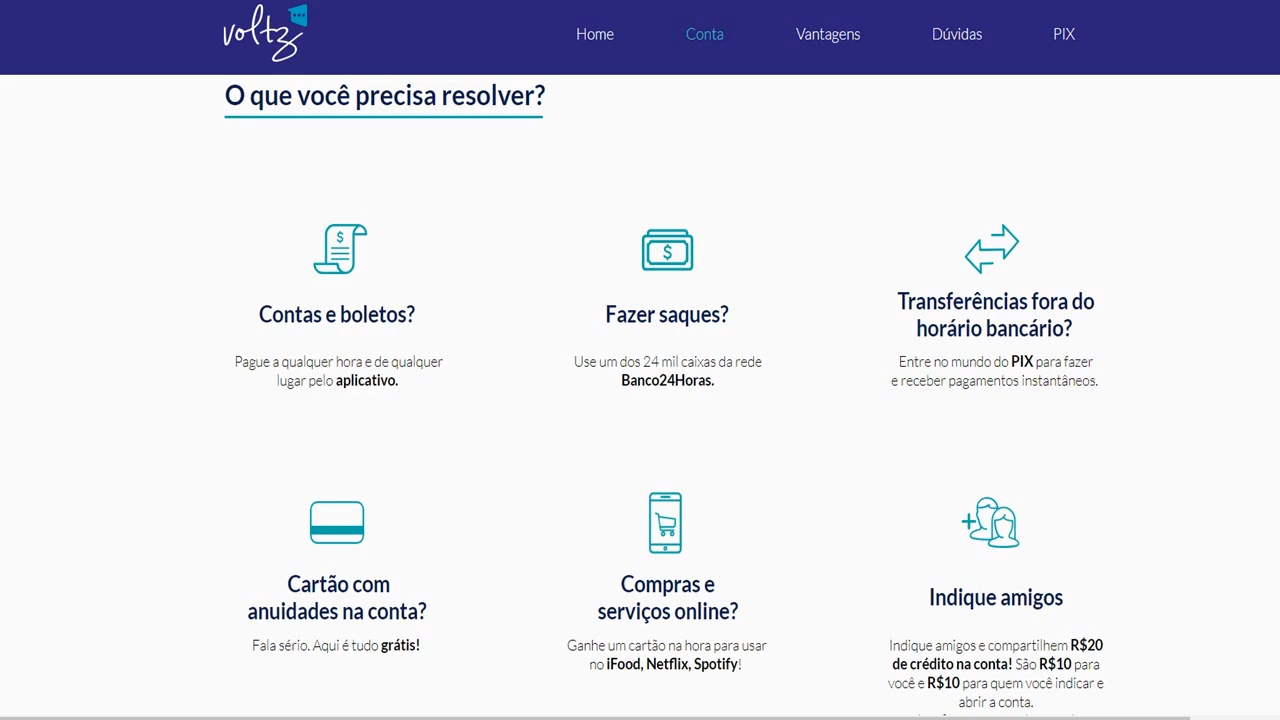 voltz
Home
Conta
Vantagens
Dúvidas
PIX
O que você precisa resolver?
$
Contas e boletos?
Pague a qualquer hora e de qualquer
lugar pelo aplicativo.
$
Fazer saques?
Use um dos 24 mil caixas da rede
Banco24Horas.
Transferências fora do
horário bancário?
Entre no mundo do PIX para fazer
e receber pagamentos instantâneos.
Cartão com
anuidades na conta?
Fala sério. Aqui é tudo grátis!
Compras e
serviços online?
Ganhe um cartão na hora para usar
no iFood, Netflix, Spotify!
Indique amigos
Indique amigos e compartilhem R$20
de crédito na conta! São R$10 para
você e R$10 para quem você indicar e
abrir a conta.